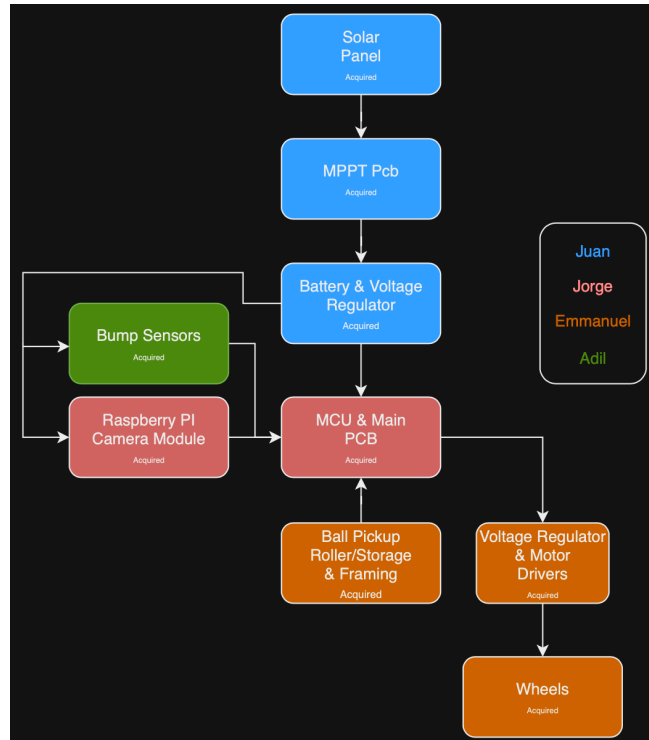 Solar
Panel
Acquired
MPPT Pcb
Acquired
Battery & Voltage
Regulator
Acquired
Juan
Jorge
Emmanuel
Adil
Bump Sensors
Acquired
Raspberry PI
Camera Module
Acquired
MCU & Main
PCB
Acquired
Ball Pickup
Roller/Storage
& Framing
Acquired
Voltage Regulator
& Motor
Drivers
Acquired
Wheels
Acquired